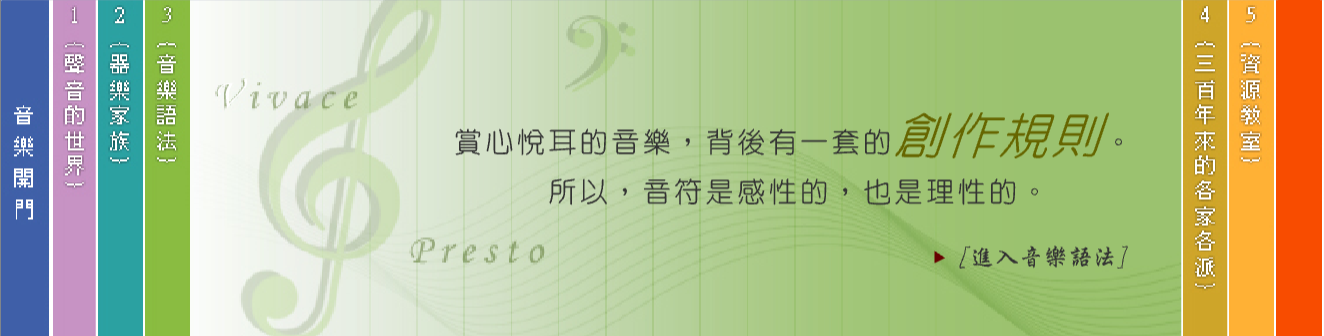 音樂開門
1
﹛聲音的世界﹜
2
﹛器樂家族﹜
3
﹛音樂語法﹜
Vivace
賞心悅耳的音樂，背後有一套的創作規則。
所以，音符是感性的，也是理性的。
Presto
[進入音樂語法]
4
﹛三百年來的各家各派﹜
5
﹛資源教室﹜